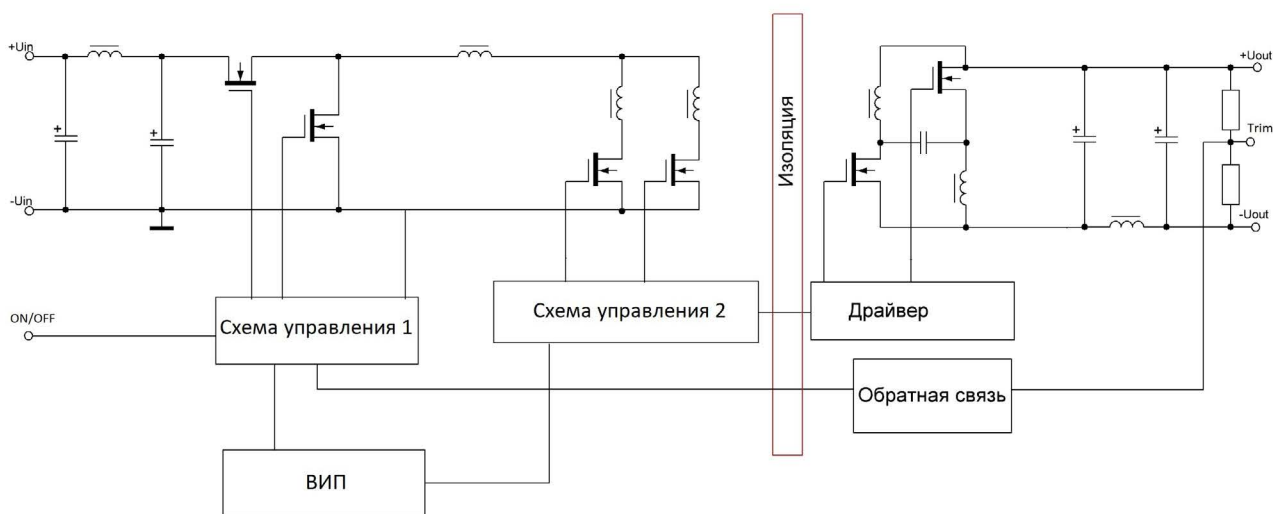 +Uin
+Uout
Trim
Изоляция
-Uin
-Uout
ON/OFF
Схема управления 1
Схема управления 2
Драйвер
Обратная связь
ВИП